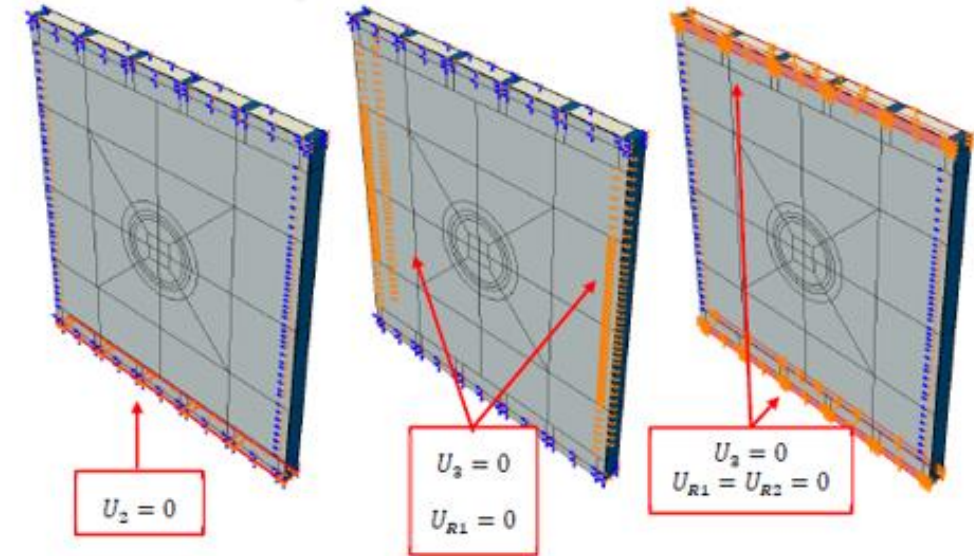 U₂ = 0
U₃ = 0
U_R1 = 0
U₃ = 0
U_R1 = U_R2 = 0